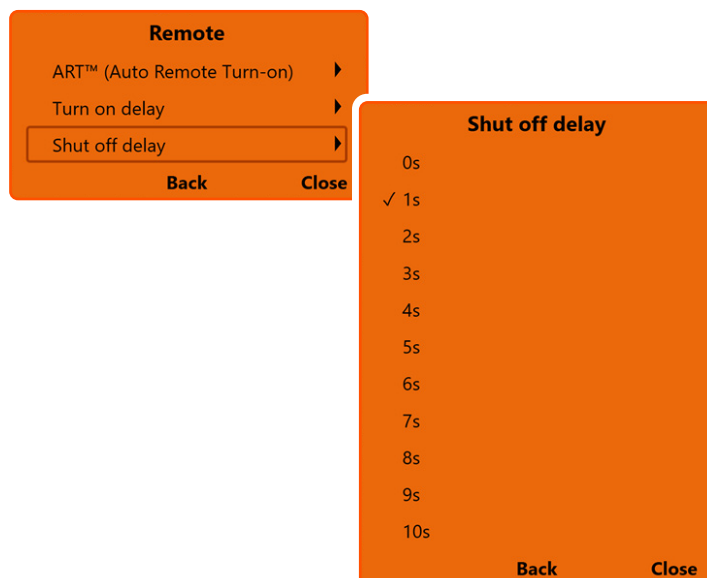 Remote
ART™ (Auto Remote Turn-on)
Turn on delay
Shut off delay
Back Close
Shut off delay
0s
✓ 1s
2s
3s
4s
5s
6s
7s
8s
9s
10s
Back Close